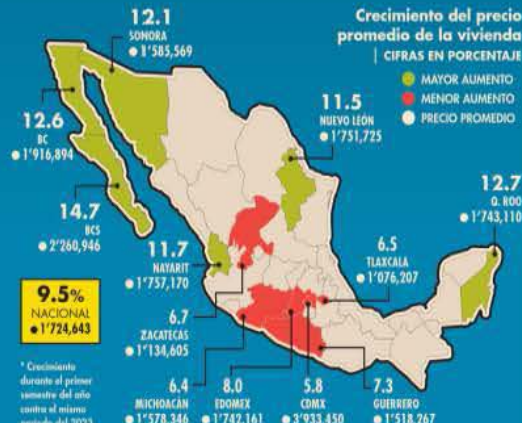 Crecimiento del precio
promedio de la vivienda
CIFRAS EN PORCENTAJE
MAYOR AUMENTO
MENOR AUMENTO
PRECIO PROMEDIO
12.1
SONORA
1'585,569
11.5
NUEVO LEÓN
1'751,725
12.6
BC
1'916,894
12.7
Q. ROO
1'743,110
14.7
BCS
2'260,946
11.7
NAYARIT
1'757,170
6.5
TLAXCALA
1'076,207
9.5%
NACIONAL
1'724,643
6.7
ZACATECAS
1'134,605
* Crecimiento
durante el primer
semestre del año
contra el mismo
periodo del 2022
6.4
MICHOACÁN
1'578,346
8.0
EDOMEX
1'742,161
5.8
CDMX
3'933,450
7.3
GUERRERO
1'518,267